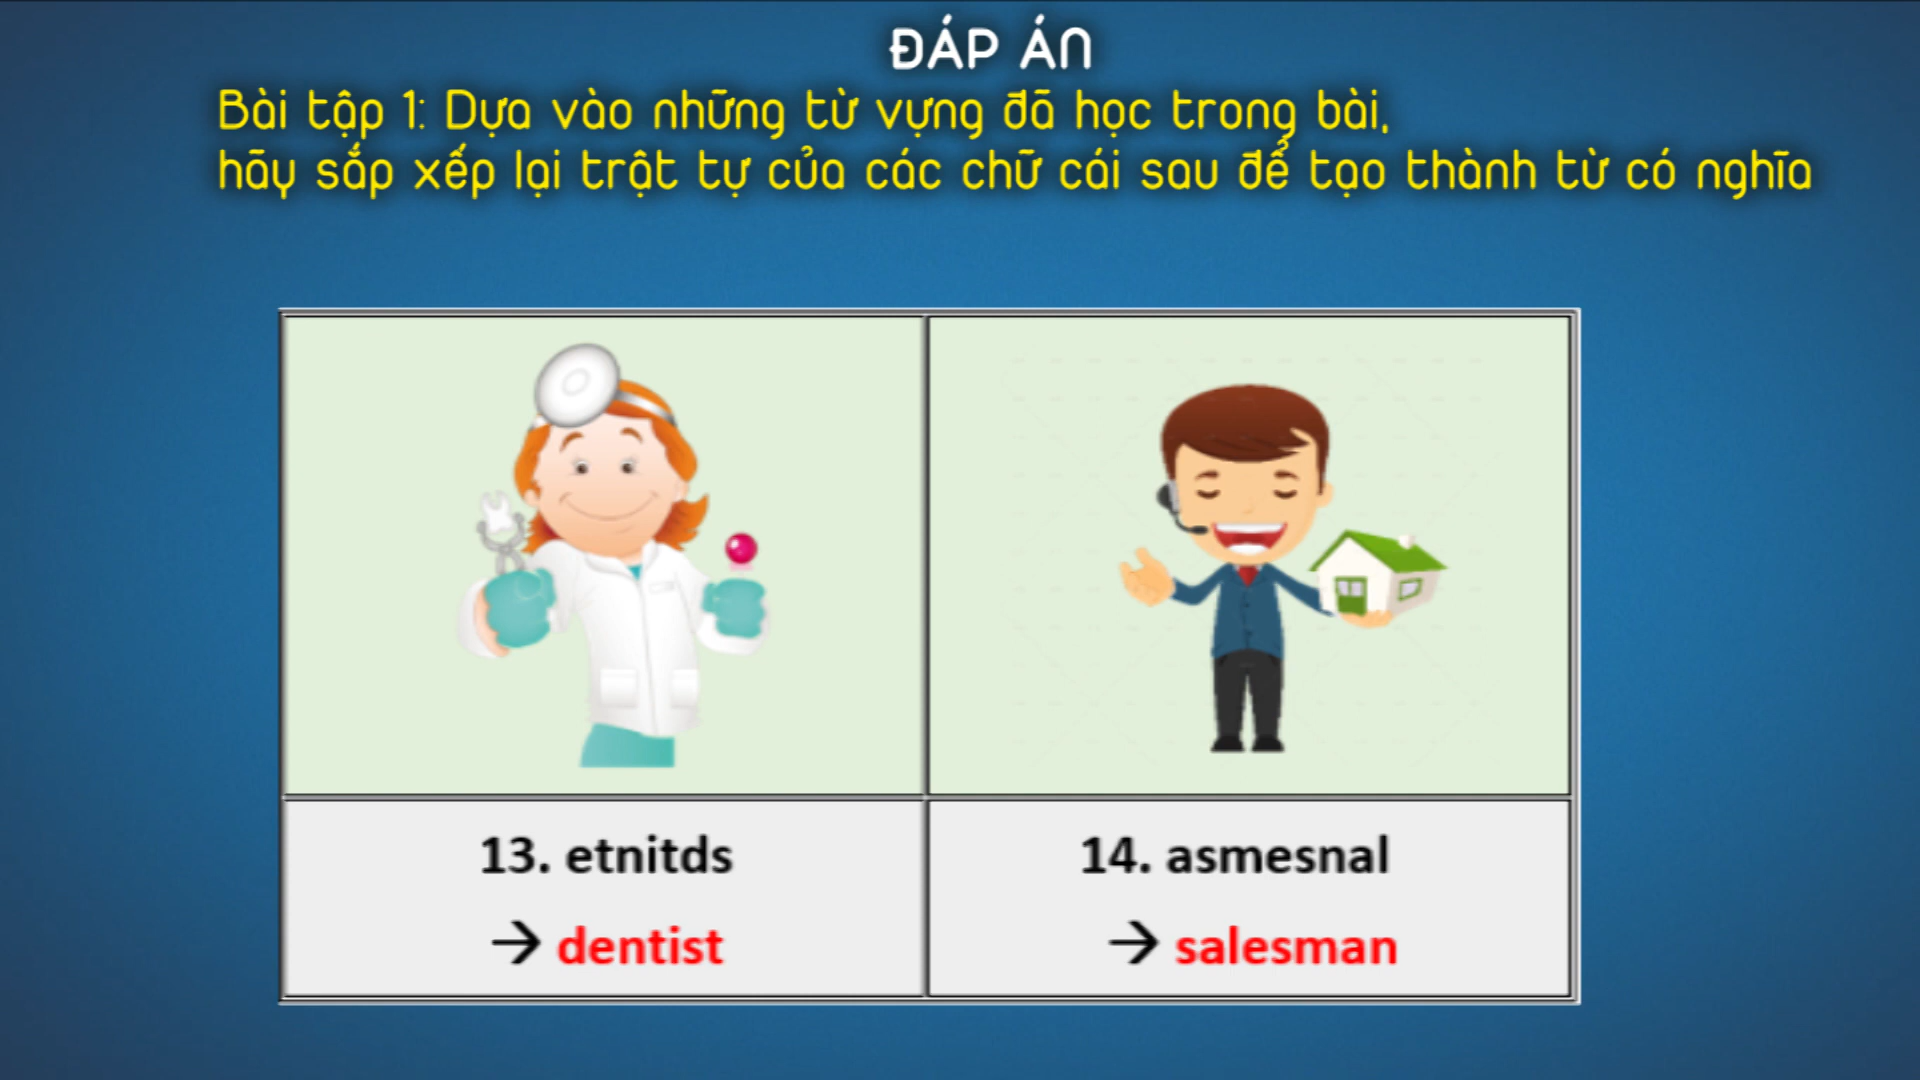 ĐÁP ÁN
Bài tập 1: Dựa vào những từ vựng đã học trong bài,
hãy sắp xếp lại trật tự của các chữ cái sau để tạo thành từ có nghĩa
13. etnitds
→ dentist
14. asmesnal
→ salesman